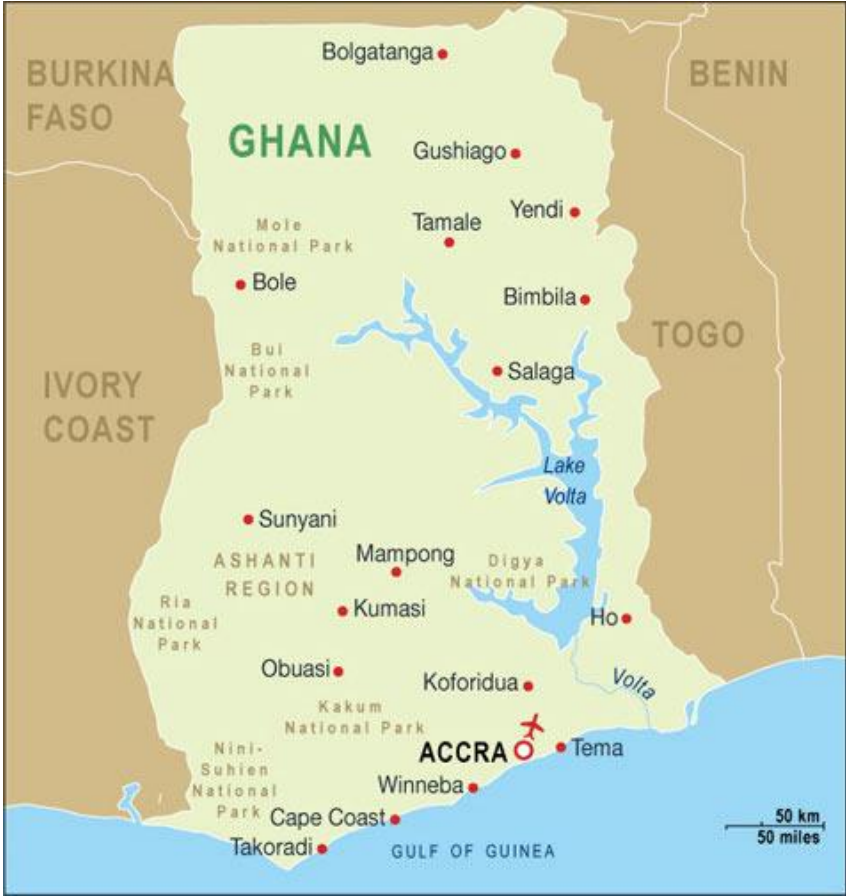 Bolgatanga
BURKINA
FASO
BENIN
GHANA
Gushiago
Yendi
Tamale
Mole
National Park
Bole
Bimbila
TOGO
Bui
National
Park
Salaga
IVORY
COAST
Lake
Volta
Sunyani
ASHANTI
REGION
Mampong
Digya
National Park
Ria
National
Park
Kumasi
Ho
Obuasi
Koforidua
Volta
Kakum
National Park
ACCRA
Tema
Nini-
Suhien
National
Park
Winneba
Cape Coast
Takoradi
GULF OF GUINEA
50 km
50 miles